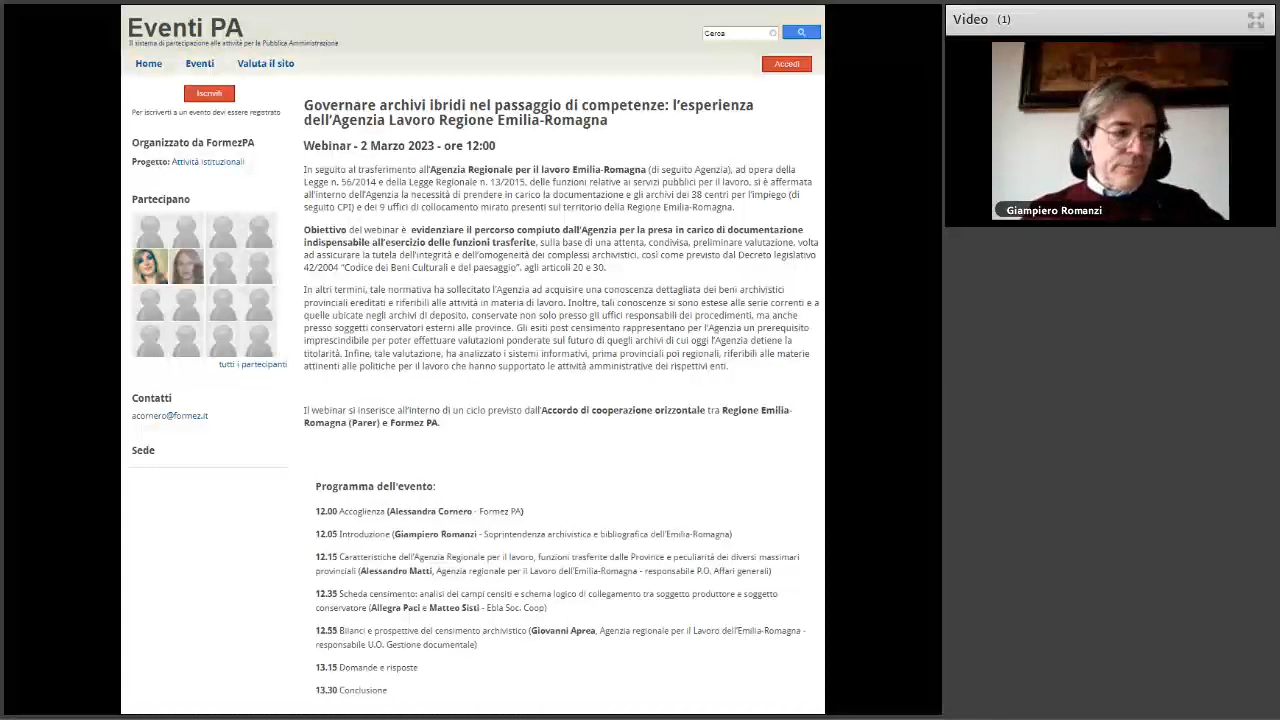 Eventi PA
Il sistema di partecipazione alle attività per la Pubblica Amministrazione
Cerca
Home Eventi Valuta il sito
Accedi
Iscriviti
Per iscriverti a un evento devi essere registrato
Organizzato da FormezPA
Progetto: Attività istituzionali
Partecipano
tutti i partecipanti
Contatti
acornero@formez.it
Sede
Governare archivi ibridi nel passaggio di competenze: l’esperienza
dell’Agenzia Lavoro Regione Emilia-Romagna
Webinar - 2 Marzo 2023 - ore 12:00
In seguito al trasferimento all’Agenzia Regionale per il lavoro Emilia-Romagna (di seguito Agenzia), ad opera della
Legge n. 56/2014 e della Legge Regionale n. 13/2015, delle funzioni relative ai servizi pubblici per il lavoro, si è affermata
all’interno dell’Agenzia la necessità di prendere in carico la documentazione e gli archivi dei 38 centri per l’impiego (di
seguito CPI) e dei 9 uffici di collocamento mirato presenti sul territorio della Regione Emilia-Romagna.
Obiettivo del webinar è evidenziare il percorso compiuto dall’Agenzia per la presa in carico di documentazione
indispensabile all’esercizio delle funzioni trasferite, sulla base di una attenta, condivisa, preliminare valutazione, volta
ad assicurare la tutela dell’integrità e dell’omogeneità dei complessi archivistici, così come previsto dal Decreto legislativo
42/2004 “Codice dei Beni Culturali e del paesaggio”, agli articoli 20 e 30.
In altri termini, tale normativa ha sollecitato l’Agenzia ad acquisire una conoscenza dettagliata dei beni archivistici
provinciali ereditati e riferibili alle attività in materia di lavoro. Inoltre, tali conoscenze si sono estese alle serie correnti e a
quelle ubicate negli archivi di deposito, conservate non solo presso gli uffici responsabili dei procedimenti, ma anche
presso soggetti conservatori esterni alle province. Gli esiti post censimento rappresentano per l’Agenzia un prerequisito
imprescindibile per poter effettuare valutazioni ponderate sul futuro di quegli archivi di cui oggi l’Agenzia detiene la
titolarità. Infine, tale valutazione, ha analizzato i sistemi informativi, prima provinciali poi regionali, riferibili alle materie
attinenti alle politiche per il lavoro che hanno supportato le attività amministrative dei rispettivi enti.
Il webinar si inserisce all’interno di un ciclo previsto dall’Accordo di cooperazione orizzontale tra Regione Emilia-
Romagna (Parer) e Formez PA.
Programma dell’evento:
12.00 Accoglienza (Alessandra Cornero - Formez PA)
12.05 Introduzione (Giampiero Romanzi - Soprintendenza archivistica e bibliografica dell’Emilia-Romagna)
12.15 Caratteristiche dell’Agenzia Regionale per il lavoro, funzioni trasferite dalle Province e peculiarità dei diversi massimari
provinciali (Alessandro Matti, Agenzia regionale per il Lavoro dell’Emilia-Romagna - responsabile P.O. Affari generali)
12.35 Scheda censimento: analisi dei campi censiti e schema logico di collegamento tra soggetto produttore e soggetto
conservatore (Allegra Paci e Matteo Sisti - Ebla Soc. Coop)
12.55 Bilanci e prospettive del censimento archivistico (Giovanni Aprea, Agenzia regionale per il Lavoro dell’Emilia-Romagna -
responsabile U.O. Gestione documentale)
13.15 Domande e risposte
13.30 Conclusione
Video (1)
Giampiero Romanzi